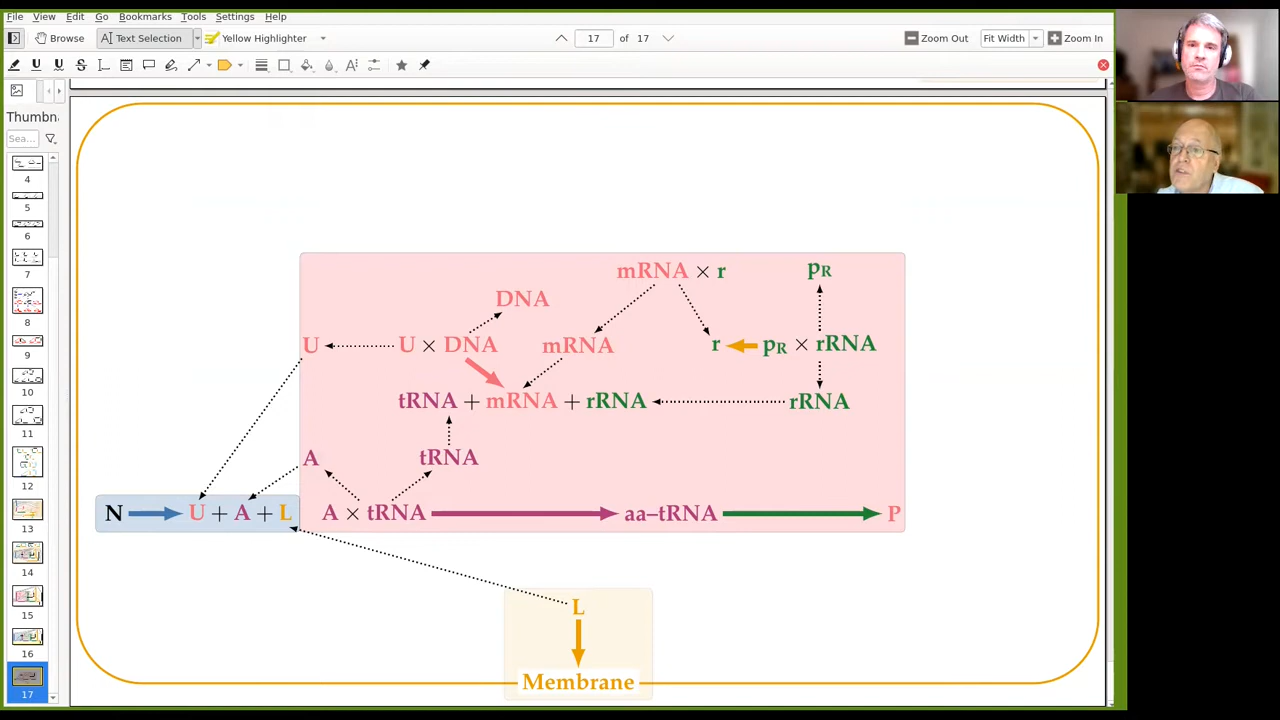 File View Edit Go Bookmarks Tools Settings Help
Browse Text Selection Yellow Highlighter 17 of 17 Zoom Out Fit Width Zoom In
Thumbna
Sea...
4
5
6
7
8
9
10
11
12
13
14
15
16
17
mRNA × r pR
DNA
U U × DNA mRNA r pR × rRNA
tRNA + mRNA + rRNA rRNA
A tRNA
N U + A + L A × tRNA aa–tRNA P
L
Membrane